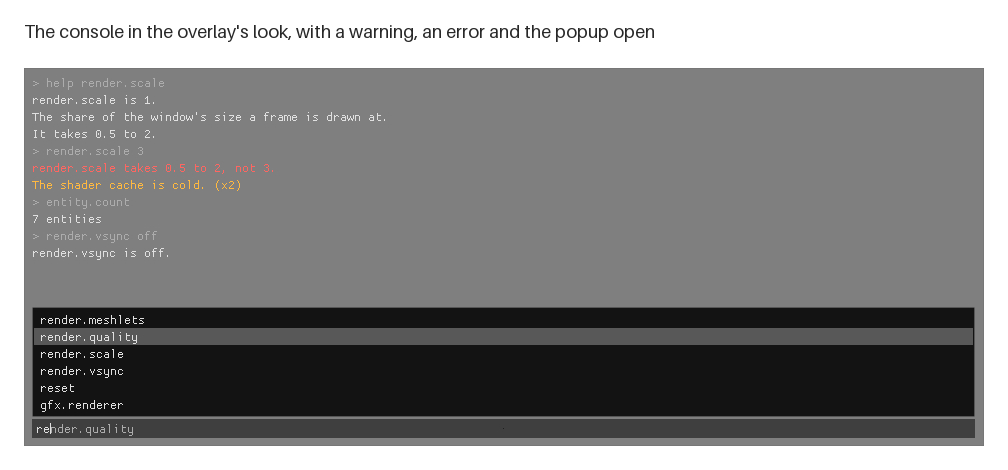 The console in the overlay's look, with a warning, an error and the popup open
> help render.scale
render.scale is 1.
The share of the window's size a frame is drawn at.
It takes 0.5 to 2.
> render.scale 3
render.scale takes 0.5 to 2, not 3.
The shader cache is cold. (x2)
> entity.count
7 entities
> render.vsync off
render.vsync is off.
render.meshlets
render.quality
render.scale
render.vsync
reset
gfx.renderer
render.quality